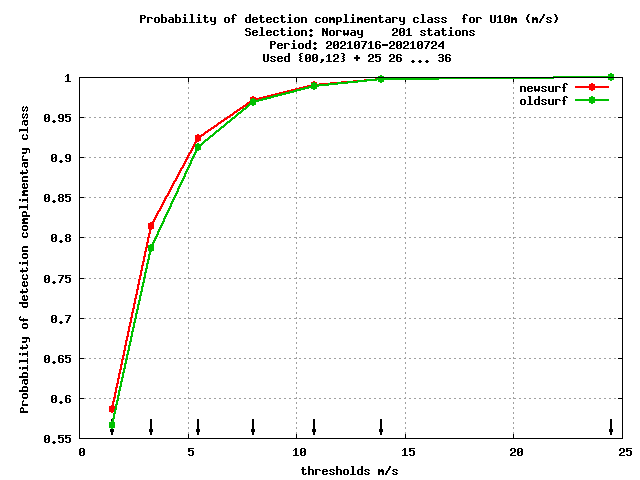 Probability of detection complimentary class  for U10m (m/s)
Selection: Norway    201 stations
Period: 20210716-20210724
Used {00,12} + 25 26 ... 36
newsurf
oldsurf
Probability of detection complimentary class
1
0.95
0.9
0.85
0.8
0.75
0.7
0.65
0.6
0.55
0 5 10 15 20 25
thresholds m/s